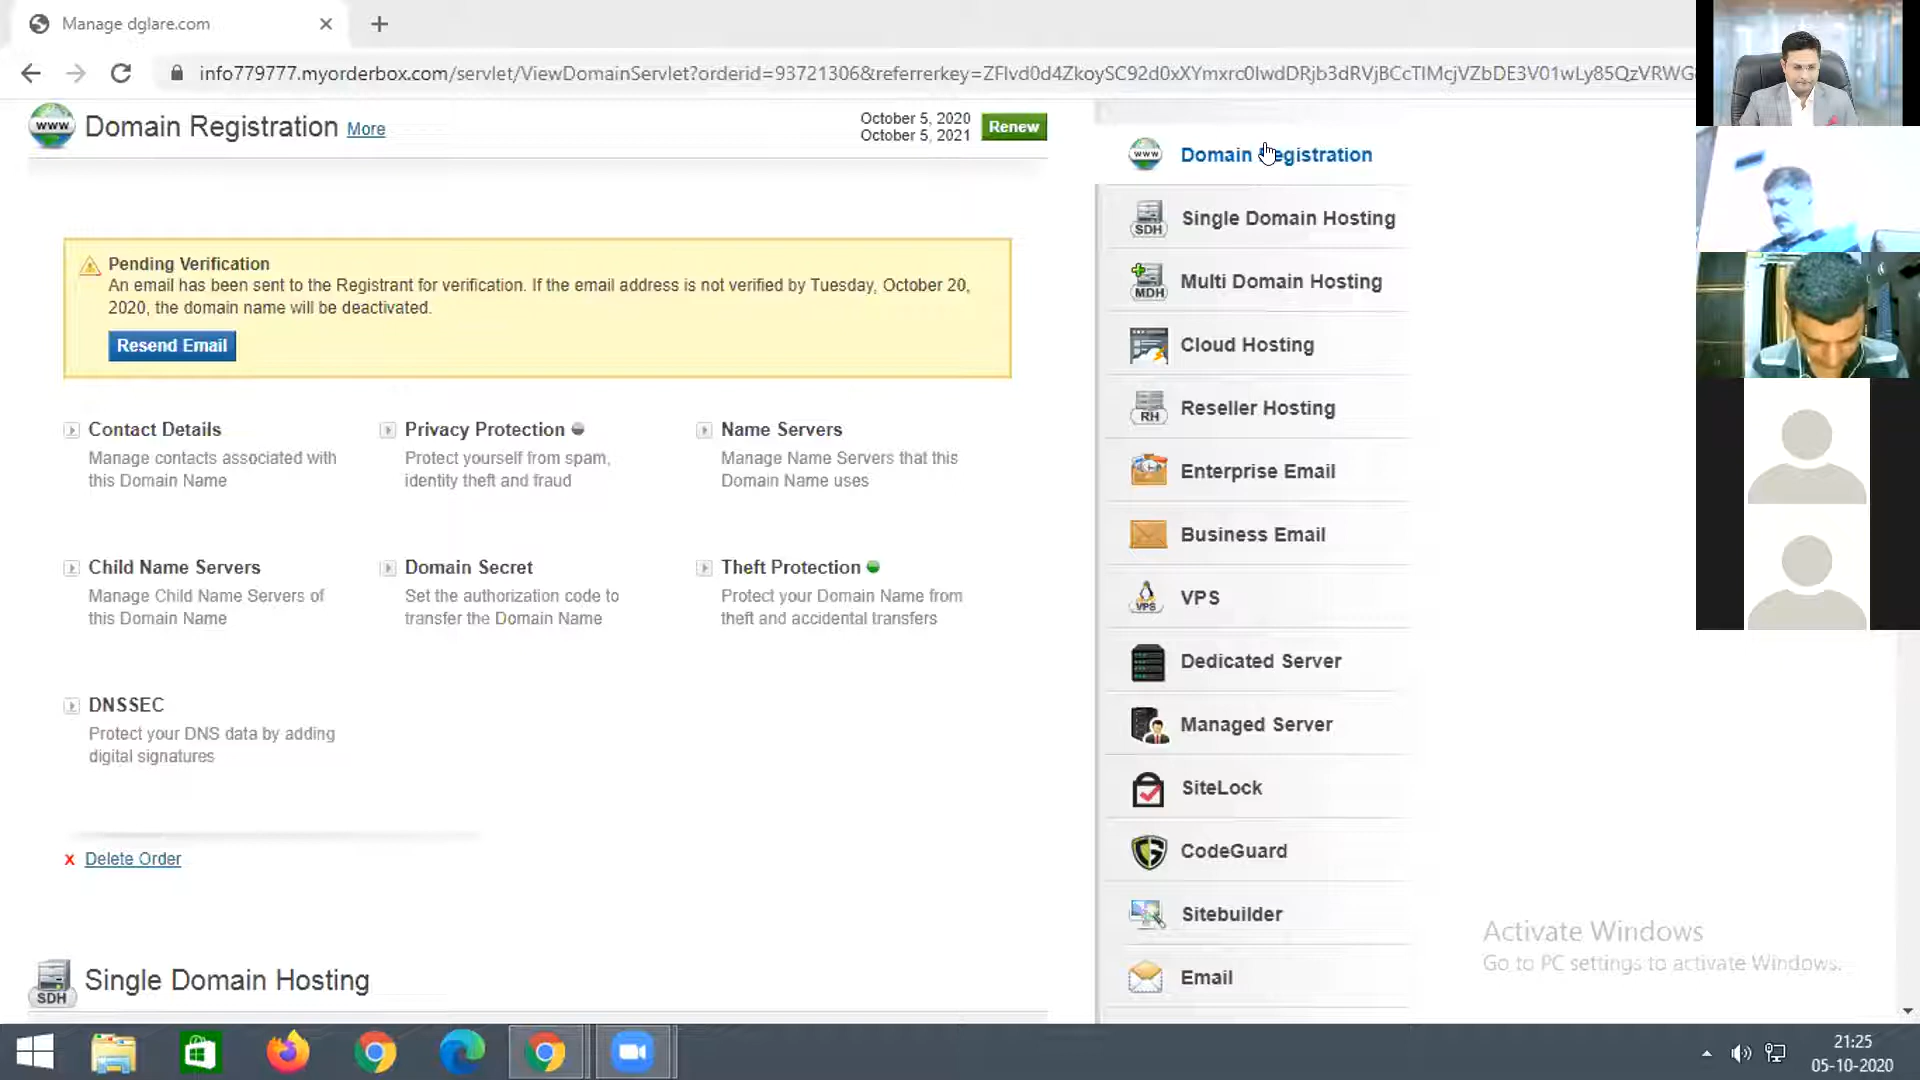 Manage dglare.com
info779777.myorderbox.com/servlet/ViewDomainServlet?orderid=93721306&referrerkey=
Domain Registration More
October 5, 2020
October 5, 2021
Renew
Pending Verification
An email has been sent to the Registrant for verification. If the email address is not verified by Tuesday, October 20,
2020, the domain name will be deactivated.
Resend Email
Contact Details
Manage contacts associated with
this Domain Name
Privacy Protection
Protect yourself from spam,
identity theft and fraud
Name Servers
Manage Name Servers that this
Domain Name uses
Child Name Servers
Manage Child Name Servers of
this Domain Name
Domain Secret
Set the authorization code to
transfer the Domain Name
Theft Protection
Protect your Domain Name from
theft and accidental transfers
DNSSEC
Protect your DNS data by adding
digital signatures
x Delete Order
SDH
Single Domain Hosting
www
Domain Registration
SDH
Single Domain Hosting
MDH
Multi Domain Hosting
Cloud Hosting
RH
Reseller Hosting
Enterprise Email
Business Email
VPS
VPS
Dedicated Server
Managed Server
SiteLock
CodeGuard
Sitebuilder
Email
Activate Windows
Go to PC settings to activate Windows.
21:25
05-10-2020